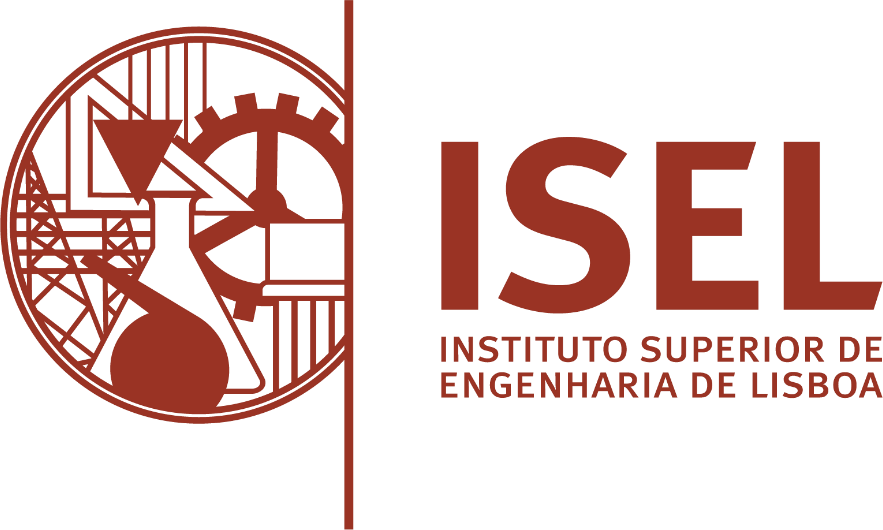 ISEL
INSTITUTO SUPERIOR DE
ENGENHARIA DE LISBOA